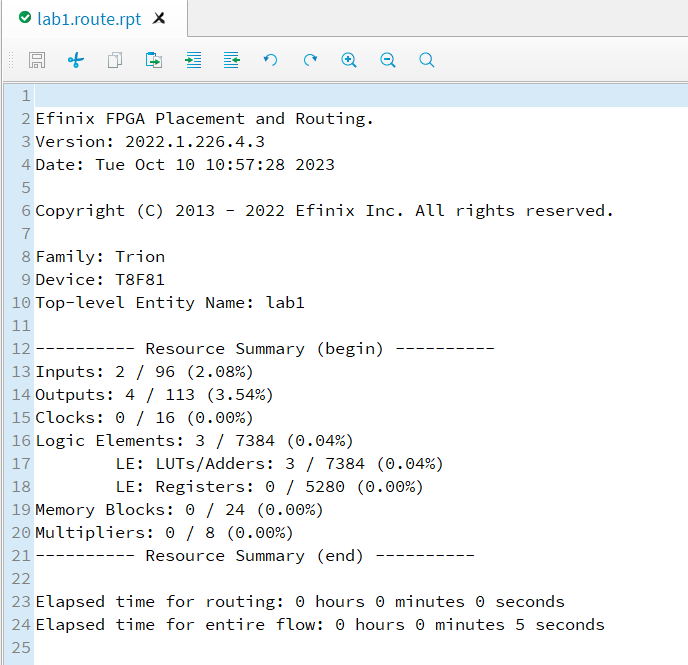 lab1.route.rpt X
1
2 Efinix FPGA Placement and Routing.
3 Version: 2022.1.226.4.3
4 Date: Tue Oct 10 10:57:28 2023
5
6 Copyright (C) 2013 - 2022 Efinix Inc. All rights reserved.
7
8 Family: Trion
9 Device: T8F81
10 Top-level Entity Name: lab1
11
12 ---------- Resource Summary (begin) ----------
13 Inputs: 2 / 96 (2.08%)
14 Outputs: 4 / 113 (3.54%)
15 Clocks: 0 / 16 (0.00%)
16 Logic Elements: 3 / 7384 (0.04%)
17         LE: LUTs/Adders: 3 / 7384 (0.04%)
18         LE: Registers: 0 / 5280 (0.00%)
19 Memory Blocks: 0 / 24 (0.00%)
20 Multipliers: 0 / 8 (0.00%)
21 ---------- Resource Summary (end) ----------
22
23 Elapsed time for routing: 0 hours 0 minutes 0 seconds
24 Elapsed time for entire flow: 0 hours 0 minutes 5 seconds
25